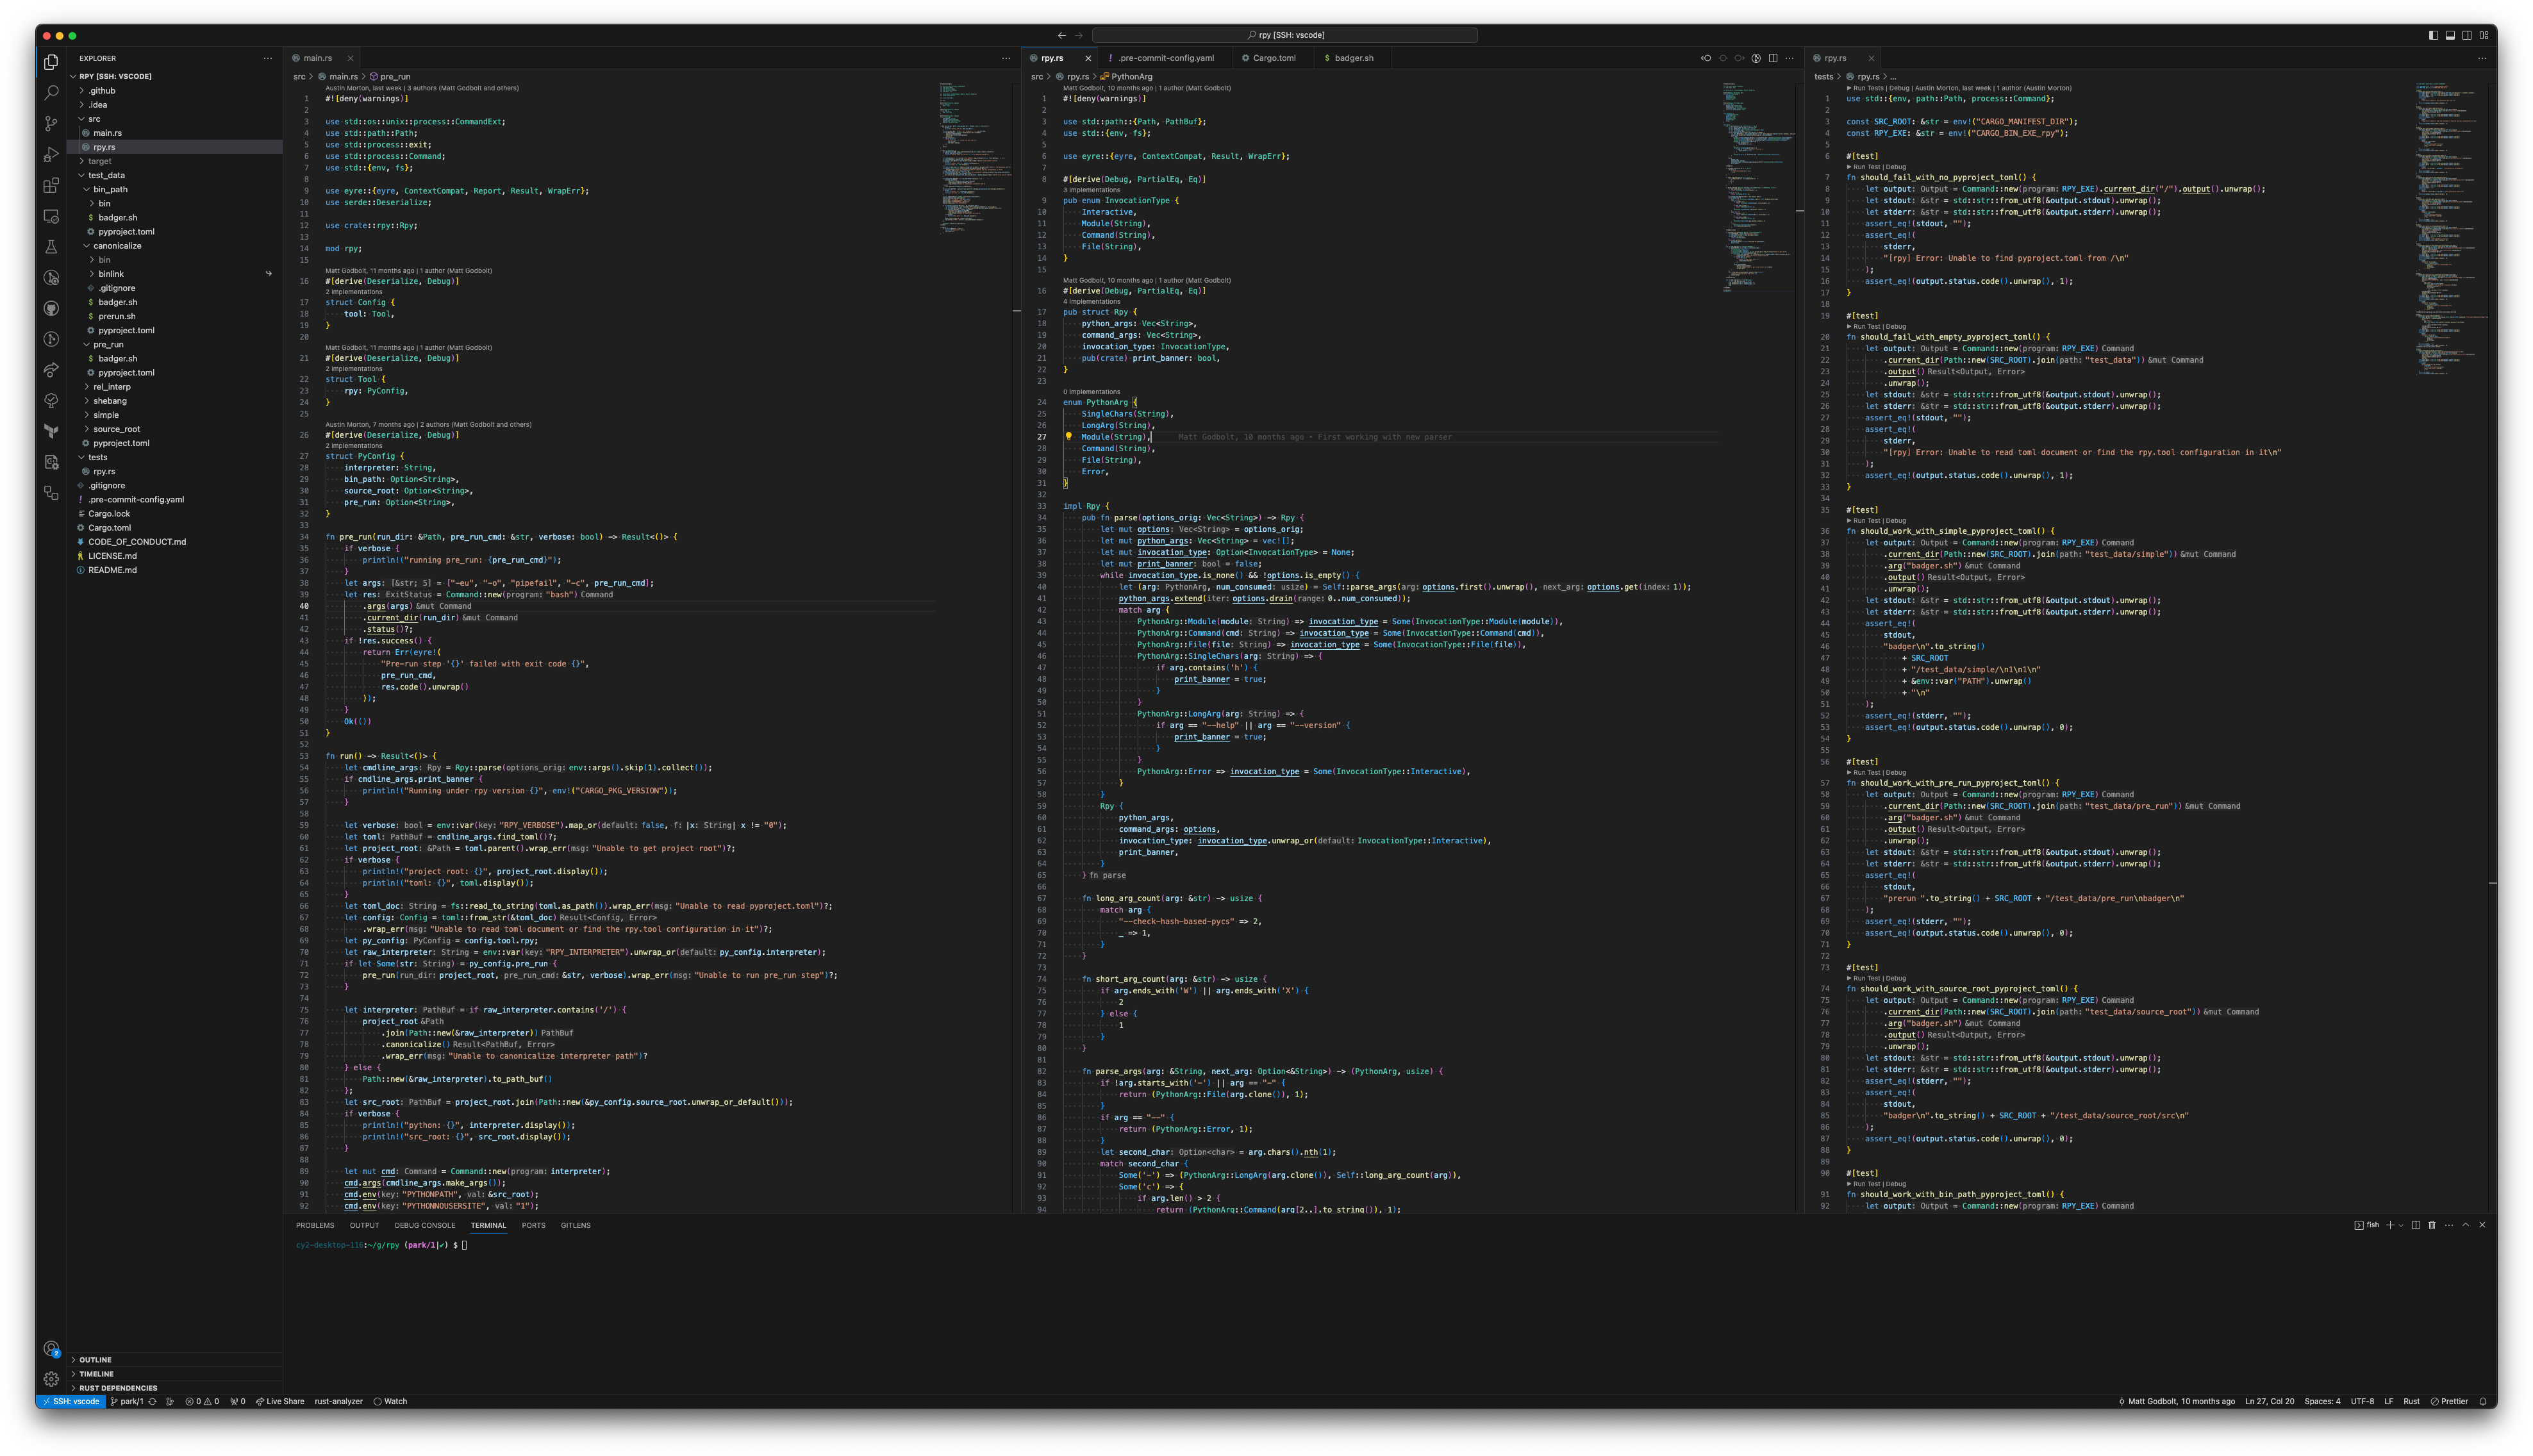 rpy [SSH: vscode]
EXPLORER
RPY [SSH: VSCODE]
.github
.idea
src
main.rs
rpy.rs
target
test_data
bin_path
bin
badger.sh
pyproject.toml
canonicalize
bin
binlink
.gitignore
badger.sh
prerun.sh
pyproject.toml
pre_run
badger.sh
pyproject.toml
rel_interp
shebang
simple
source_root
pyproject.toml
tests
rpy.rs
.gitignore
.pre-commit-config.yaml
Cargo.lock
Cargo.toml
CODE_OF_CONDUCT.md
LICENSE.md
README.md
OUTLINE
TIMELINE
RUST DEPENDENCIES
main.rs
src > main.rs > pre_run
Austin Morton, last week | 3 authors (Matt Godbolt and others)
1 #![deny(warnings)]
2
3 use std::os::unix::process::CommandExt;
4 use std::path::Path;
5 use std::process::exit;
6 use std::process::Command;
7 use std::{env, fs};
8
9 use eyre::{eyre, ContextCompat, Report, Result, WrapErr};
10 use serde::Deserialize;
11
12 use crate::rpy::Rpy;
13
14 mod rpy;
15
Matt Godbolt, 11 months ago | 1 author (Matt Godbolt)
16 #[derive(Deserialize, Debug)]
2 implementations
17 struct Config {
18 tool: Tool,
19 }
20
Matt Godbolt, 11 months ago | 1 author (Matt Godbolt)
21 #[derive(Deserialize, Debug)]
2 implementations
22 struct Tool {
23 rpy: PyConfig,
24 }
25
Austin Morton, 7 months ago | 2 authors (Matt Godbolt and others)
26 #[derive(Deserialize, Debug)]
2 implementations
27 struct PyConfig {
28 interpreter: String,
29 bin_path: Option<String>,
30 source_root: Option<String>,
31 pre_run: Option<String>,
32 }
33
34 fn pre_run(run_dir: &Path, pre_run_cmd: &str, verbose: bool) -> Result<()> {
35 if verbose {
36 println!("running pre_run: {pre_run_cmd}");
37 }
38 let args: [&str; 5] = ["-eu", "-o", "pipefail", "-c", pre_run_cmd];
39 let res: ExitStatus = Command::new(program: "bash") Command
40 .args(args) &mut Command
41 .current_dir(run_dir) &mut Command
42 .status()?;
43 if !res.success() {
44 return Err(eyre!(
45 "Pre-run step '{}' failed with exit code {}",
46 pre_run_cmd,
47 res.code().unwrap()
48 ));
49 }
50 Ok(())
51 }
52
53 fn run() -> Result<()> {
54 let cmdline_args: Rpy = Rpy::parse(options_orig: env::args().skip(1).collect());
55 if cmdline_args.print_banner {
56 println!("Running under rpy version {}", env!("CARGO_PKG_VERSION"));
57 }
58
59 let verbose: bool = env::var(key: "RPY_VERBOSE").map_or(default: false, f: |x: String| x != "0");
60 let toml: PathBuf = cmdline_args.find_toml()?;
61 let project_root: &Path = toml.parent().wrap_err(msg: "Unable to get project root")?;
62 if verbose {
63 println!("project root: {}", project_root.display());
64 println!("toml: {}", toml.display());
65 }
66 let toml_doc: String = fs::read_to_string(toml.as_path()).wrap_err(msg: "Unable to read pyproject.toml")?;
67 let config: Config = toml::from_str(&toml_doc) Result<Config, Error>
68 .wrap_err(msg: "Unable to read toml document or find the rpy.tool configuration in it")?;
69 let py_config: PyConfig = config.tool.rpy;
70 let raw_interpreter: String = env::var(key: "RPY_INTERPRETER").unwrap_or(default: py_config.interpreter);
71 if let Some(str: String) = py_config.pre_run {
72 pre_run(run_dir: project_root, pre_run_cmd: &str, verbose).wrap_err(msg: "Unable to run pre_run step")?;
73 }
74
75 let interpreter: PathBuf = if raw_interpreter.contains('/') {
76 project_root &Path
77 .join(Path::new(&raw_interpreter)) PathBuf
78 .canonicalize() Result<PathBuf, Error>
79 .wrap_err(msg: "Unable to canonicalize interpreter path")?
80 } else {
81 Path::new(&raw_interpreter).to_path_buf()
82 };
83 let src_root: PathBuf = project_root.join(Path::new(&py_config.source_root.unwrap_or_default()));
84 if verbose {
85 println!("python: {}", interpreter.display());
86 println!("src_root: {}", src_root.display());
87 }
88
89 let mut cmd: Command = Command::new(program: interpreter);
90 cmd.args(cmdline_args.make_args());
91 cmd.env(key: "PYTHONPATH", val: &src_root);
92 cmd.env(key: "PYTHONNOUSERSITE", val: "1");
rpy.rs
.pre-commit-config.yaml
Cargo.toml
badger.sh
src > rpy.rs > PythonArg
Matt Godbolt, 10 months ago | 1 author (Matt Godbolt)
1 #![deny(warnings)]
2
3 use std::path::{Path, PathBuf};
4 use std::{env, fs};
5
6 use eyre::{eyre, ContextCompat, Result, WrapErr};
7
8 #[derive(Debug, PartialEq, Eq)]
3 implementations
9 pub enum InvocationType {
10 Interactive,
11 Module(String),
12 Command(String),
13 File(String),
14 }
15
Matt Godbolt, 10 months ago | 1 author (Matt Godbolt)
16 #[derive(Debug, PartialEq, Eq)]
4 implementations
17 pub struct Rpy {
18 python_args: Vec<String>,
19 command_args: Vec<String>,
20 invocation_type: InvocationType,
21 pub(crate) print_banner: bool,
22 }
23
0 implementations
24 enum PythonArg {
25 SingleChars(String),
26 LongArg(String),
27 Module(String), Matt Godbolt, 10 months ago • First working with new parser
28 Command(String),
29 File(String),
30 Error,
31 }
32
33 impl Rpy {
34 pub fn parse(options_orig: Vec<String>) -> Rpy {
35 let mut options: Vec<String> = options_orig;
36 let mut python_args: Vec<String> = vec![];
37 let mut invocation_type: Option<InvocationType> = None;
38 let mut print_banner: bool = false;
39 while invocation_type.is_none() && !options.is_empty() {
40 let (arg: PythonArg, num_consumed: usize) = Self::parse_args(arg: options.first().unwrap(), next_arg: options.get(index: 1));
41 python_args.extend(iter: options.drain(range: 0..num_consumed));
42 match arg {
43 PythonArg::Module(module: String) => invocation_type = Some(InvocationType::Module(module)),
44 PythonArg::Command(cmd: String) => invocation_type = Some(InvocationType::Command(cmd)),
45 PythonArg::File(file: String) => invocation_type = Some(InvocationType::File(file)),
46 PythonArg::SingleChars(arg: String) => {
47 if arg.contains('h') {
48 print_banner = true;
49 }
50 }
51 PythonArg::LongArg(arg: String) => {
52 if arg == "--help" || arg == "--version" {
53 print_banner = true;
54 }
55 }
56 PythonArg::Error => invocation_type = Some(InvocationType::Interactive),
57 }
58 }
59 Rpy {
60 python_args,
61 command_args: options,
62 invocation_type: invocation_type.unwrap_or(default: InvocationType::Interactive),
63 print_banner,
64 }
65 } fn parse
66
67 fn long_arg_count(arg: &str) -> usize {
68 match arg {
69 "--check-hash-based-pycs" => 2,
70 _ => 1,
71 }
72 }
73
74 fn short_arg_count(arg: &str) -> usize {
75 if arg.ends_with('W') || arg.ends_with('X') {
76 2
77 } else {
78 1
79 }
80 }
81
82 fn parse_args(arg: &String, next_arg: Option<&String>) -> (PythonArg, usize) {
83 if !arg.starts_with('-') || arg == "-" {
84 return (PythonArg::File(arg.clone()), 1);
85 }
86 if arg == "--" {
87 return (PythonArg::Error, 1);
88 }
89 let second_char: Option<char> = arg.chars().nth(1);
90 match second_char {
91 Some('-') => (PythonArg::LongArg(arg.clone()), Self::long_arg_count(arg)),
92 Some('c') => {
93 if arg.len() > 2 {
94 return (PythonArg::Command(arg[2..].to_string()), 1);
rpy.rs
tests > rpy.rs > ...
Run Tests | Debug | Austin Morton, last week | 1 author (Austin Morton)
1 use std::{env, path::Path, process::Command};
2
3 const SRC_ROOT: &str = env!("CARGO_MANIFEST_DIR");
4 const RPY_EXE: &str = env!("CARGO_BIN_EXE_rpy");
5
6 #[test]
Run Test | Debug
7 fn should_fail_with_no_pyproject_toml() {
8 let output: Output = Command::new(program: RPY_EXE).current_dir("/").output().unwrap();
9 let stdout: &str = std::str::from_utf8(&output.stdout).unwrap();
10 let stderr: &str = std::str::from_utf8(&output.stderr).unwrap();
11 assert_eq!(stdout, "");
12 assert_eq!(
13 stderr,
14 "[rpy] Error: Unable to find pyproject.toml from /\n"
15 );
16 assert_eq!(output.status.code().unwrap(), 1);
17 }
18
19 #[test]
Run Test | Debug
20 fn should_fail_with_empty_pyproject_toml() {
21 let output: Output = Command::new(program: RPY_EXE) Command
22 .current_dir(Path::new(SRC_ROOT).join(path: "test_data")) &mut Command
23 .output() Result<Output, Error>
24 .unwrap();
25 let stdout: &str = std::str::from_utf8(&output.stdout).unwrap();
26 let stderr: &str = std::str::from_utf8(&output.stderr).unwrap();
27 assert_eq!(stdout, "");
28 assert_eq!(
29 stderr,
30 "[rpy] Error: Unable to read toml document or find the rpy.tool configuration in it\n"
31 );
32 assert_eq!(output.status.code().unwrap(), 1);
33 }
34
35 #[test]
Run Test | Debug
36 fn should_work_with_simple_pyproject_toml() {
37 let output: Output = Command::new(program: RPY_EXE) Command
38 .current_dir(Path::new(SRC_ROOT).join(path: "test_data/simple")) &mut Command
39 .arg("badger.sh") &mut Command
40 .output() Result<Output, Error>
41 .unwrap();
42 let stdout: &str = std::str::from_utf8(&output.stdout).unwrap();
43 let stderr: &str = std::str::from_utf8(&output.stderr).unwrap();
44 assert_eq!(
45 stdout,
46 "badger\n".to_string()
47 + SRC_ROOT
48 + "/test_data/simple/\n1\n1\n"
49 + &env::var("PATH").unwrap()
50 + "\n"
51 );
52 assert_eq!(stderr, "");
53 assert_eq!(output.status.code().unwrap(), 0);
54 }
55
56 #[test]
Run Test | Debug
57 fn should_work_with_pre_run_pyproject_toml() {
58 let output: Output = Command::new(program: RPY_EXE) Command
59 .current_dir(Path::new(SRC_ROOT).join(path: "test_data/pre_run")) &mut Command
60 .arg("badger.sh") &mut Command
61 .output() Result<Output, Error>
62 .unwrap();
63 let stdout: &str = std::str::from_utf8(&output.stdout).unwrap();
64 let stderr: &str = std::str::from_utf8(&output.stderr).unwrap();
65 assert_eq!(
66 stdout,
67 "prerun ".to_string() + SRC_ROOT + "/test_data/pre_run\nbadger\n"
68 );
69 assert_eq!(stderr, "");
70 assert_eq!(output.status.code().unwrap(), 0);
71 }
72
73 #[test]
Run Test | Debug
74 fn should_work_with_source_root_pyproject_toml() {
75 let output: Output = Command::new(program: RPY_EXE) Command
76 .current_dir(Path::new(SRC_ROOT).join(path: "test_data/source_root")) &mut Command
77 .arg("badger.sh") &mut Command
78 .output() Result<Output, Error>
79 .unwrap();
80 let stdout: &str = std::str::from_utf8(&output.stdout).unwrap();
81 let stderr: &str = std::str::from_utf8(&output.stderr).unwrap();
82 assert_eq!(stderr, "");
83 assert_eq!(
84 stdout,
85 "badger\n".to_string() + SRC_ROOT + "/test_data/source_root/src\n"
86 );
87 assert_eq!(output.status.code().unwrap(), 0);
88 }
89
90 #[test]
Run Test | Debug
91 fn should_work_with_bin_path_pyproject_toml() {
92 let output: Output = Command::new(program: RPY_EXE) Command
PROBLEMS OUTPUT DEBUG CONSOLE TERMINAL PORTS GITLENS
fish
cy2-desktop-116:~/g/rpy (park/1|✔) $
SSH: vscode park/1 0 0 0 Live Share rust-analyzer Watch
Matt Godbolt, 10 months ago Ln 27, Col 20 Spaces: 4 UTF-8 LF Rust Prettier